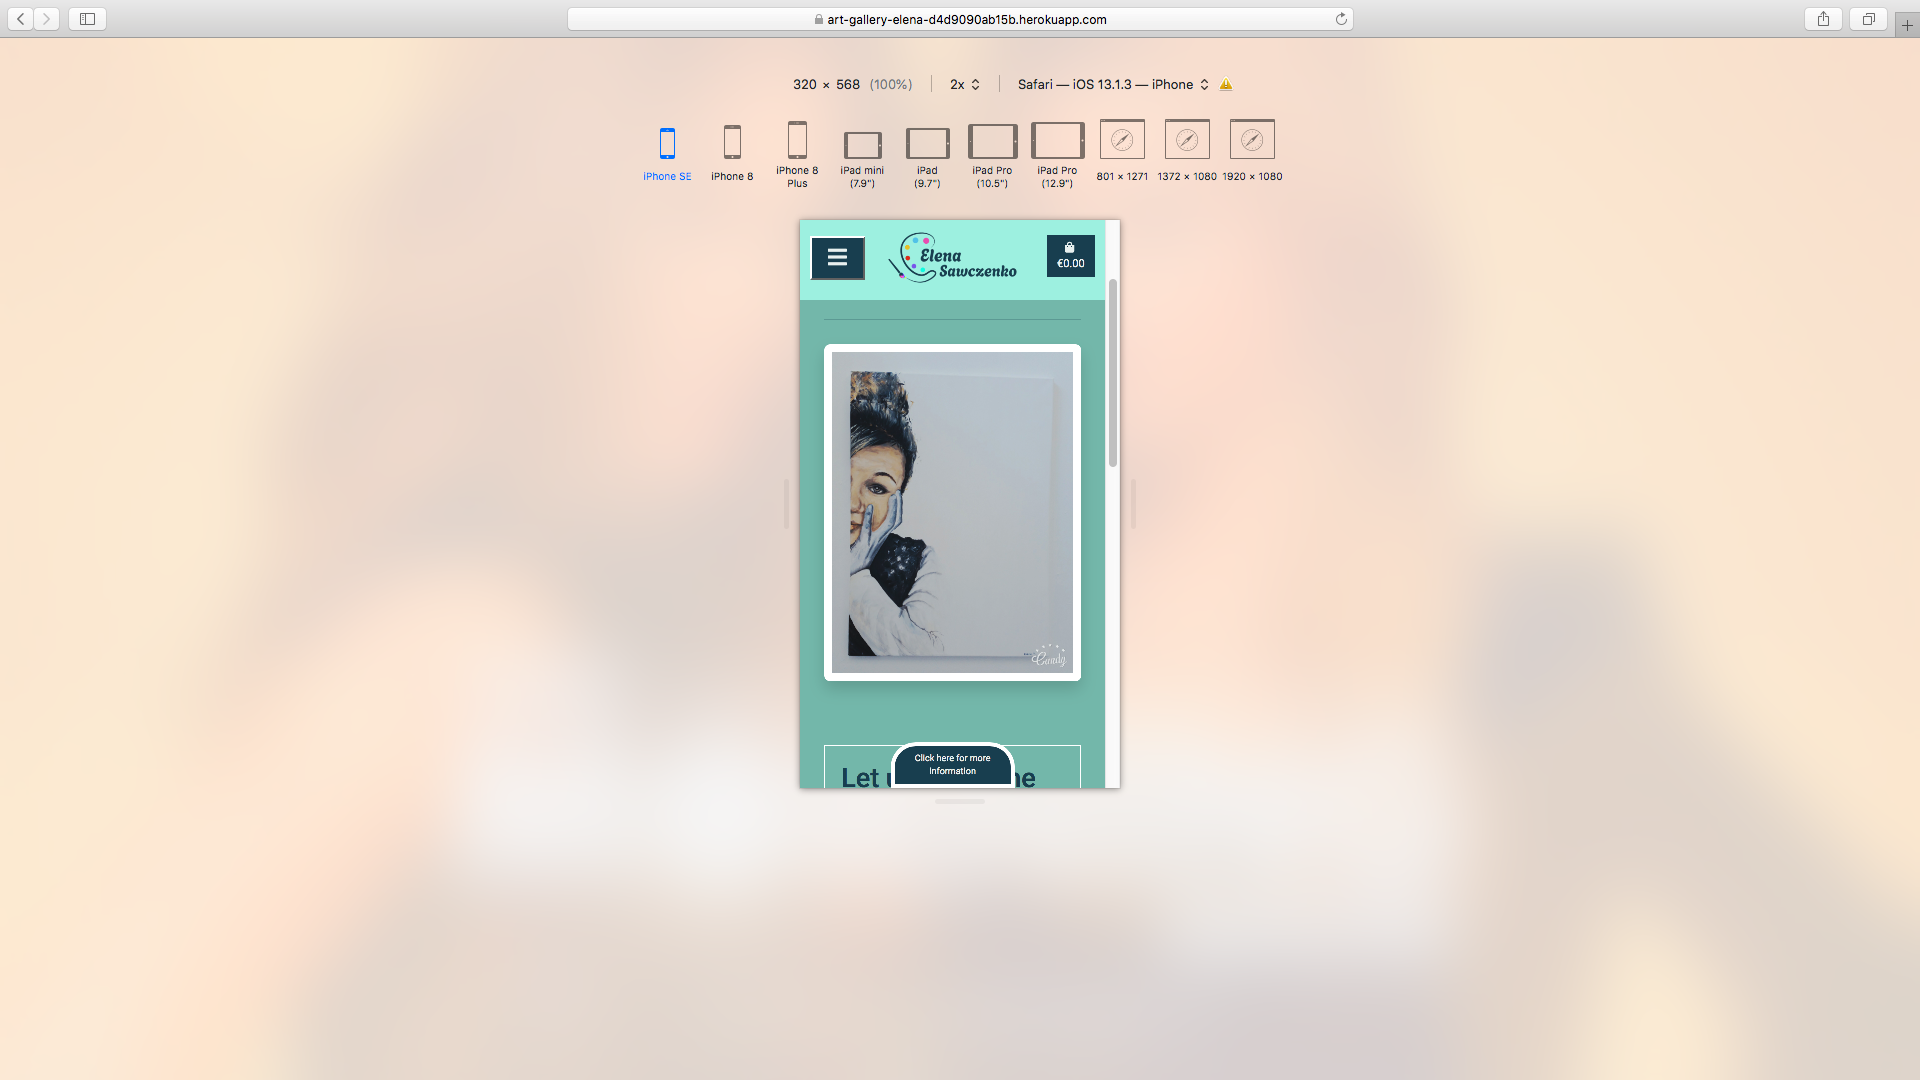 art-gallery-elena-d4d9090ab15b.herokuapp.com
320 × 568 (100%) 2x Safari — iOS 13.1.3 — iPhone
iPhone SE
iPhone 8
iPhone 8
Plus
iPad mini
(7.9")
iPad
(9.7")
iPad Pro
(10.5")
iPad Pro
(12.9")
801 × 1271
1372 × 1080
1920 × 1080
Elena
Sawczenko
€0.00
Candy
Click here for more
information
Let